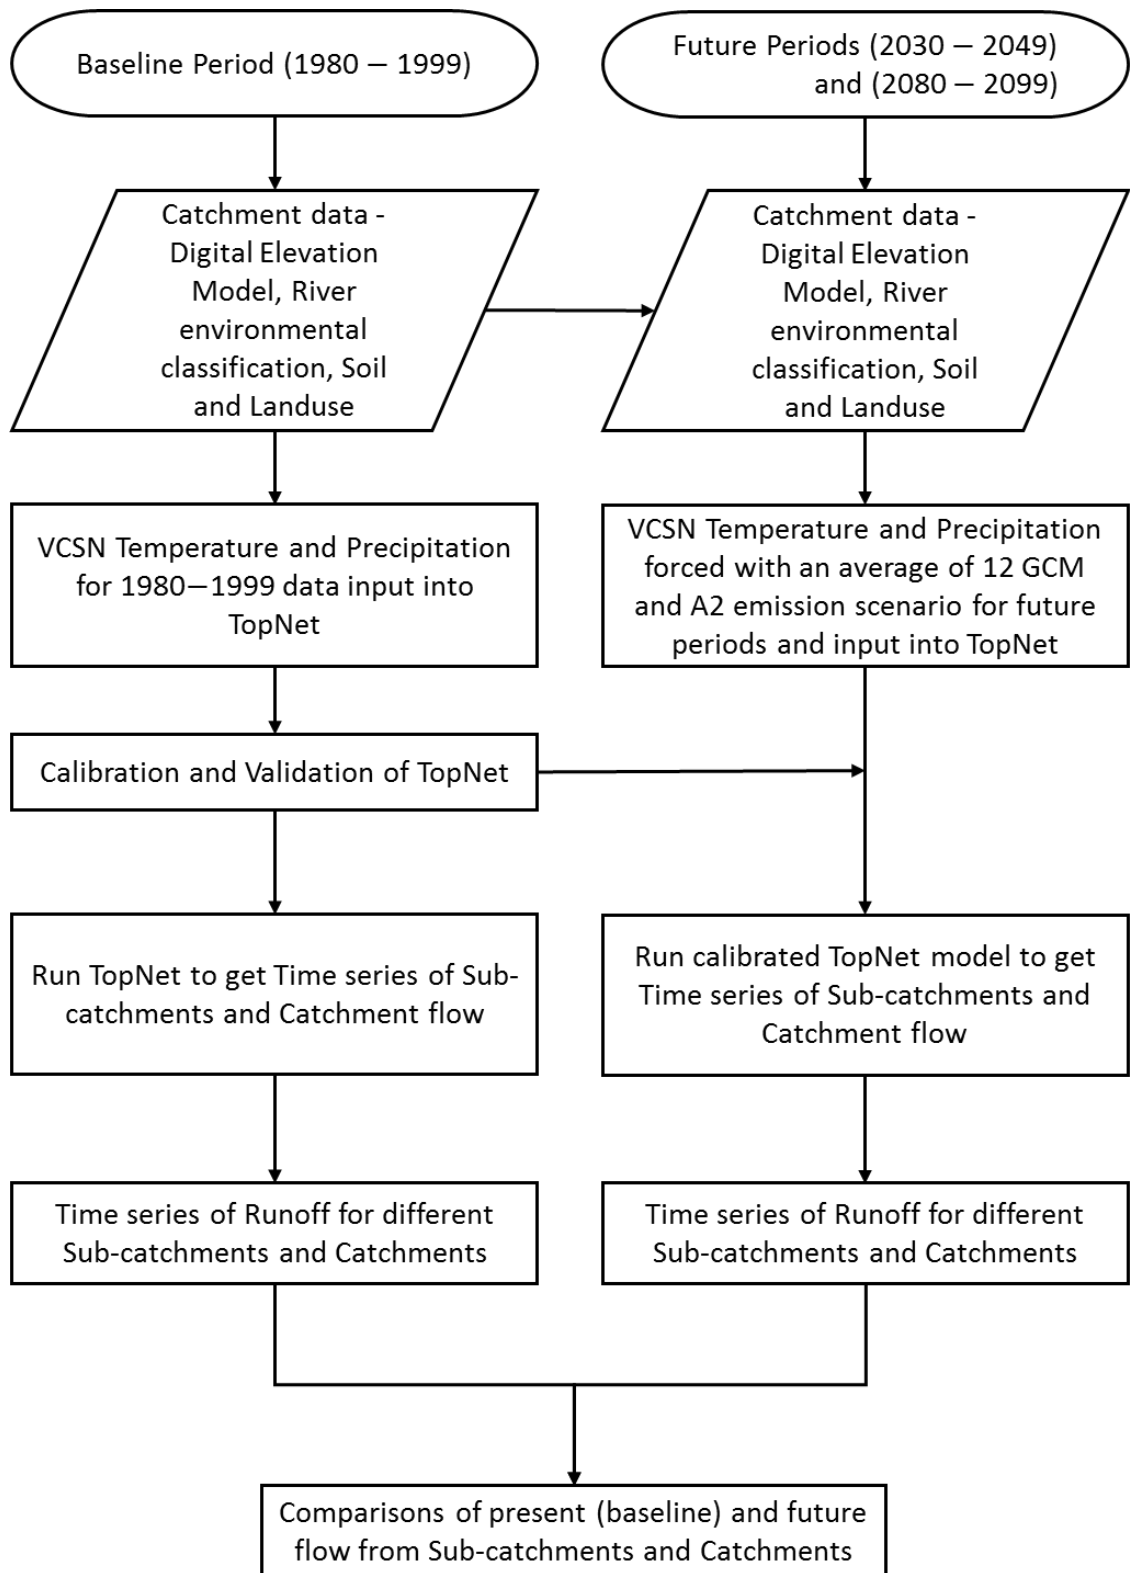 Baseline Period (1980 – 1999)
Future Periods (2030 – 2049)
and (2080 – 2099)
Catchment data -
Digital Elevation
Model, River
environmental
classification, Soil
and Landuse
Catchment data -
Digital Elevation
Model, River
environmental
classification, Soil
and Landuse
VCSN Temperature and Precipitation
for 1980–1999 data input into
TopNet
VCSN Temperature and Precipitation
forced with an average of 12 GCM
and A2 emission scenario for future
periods and input into TopNet
Calibration and Validation of TopNet
Run TopNet to get Time series of Sub-
catchments and Catchment flow
Run calibrated TopNet model to get
Time series of Sub-catchments and
Catchment flow
Time series of Runoff for different
Sub-catchments and Catchments
Time series of Runoff for different
Sub-catchments and Catchments
Comparisons of present (baseline) and future
flow from Sub-catchments and Catchments